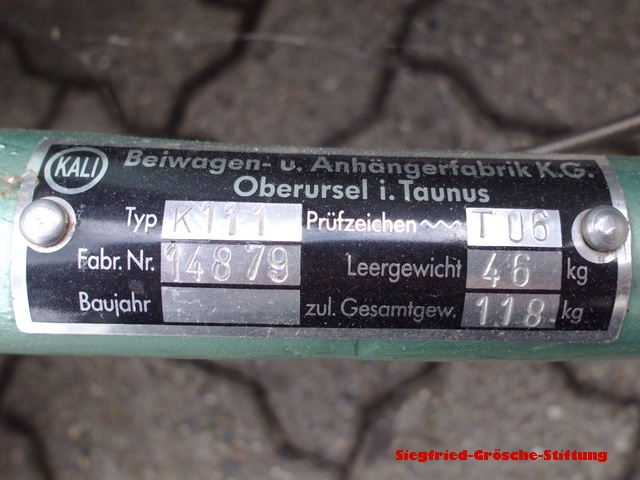 KALI
Beiwagen- u. Anhängerfabrik K.G.
Oberursel i. Taunus
Typ K111 Prüfzeichen ~~~ T 06
Fabr. Nr. 14879 Leergewicht 46 kg
Baujahr zul. Gesamtgew. 118 kg
Siegfried-Grösche-Stiftung